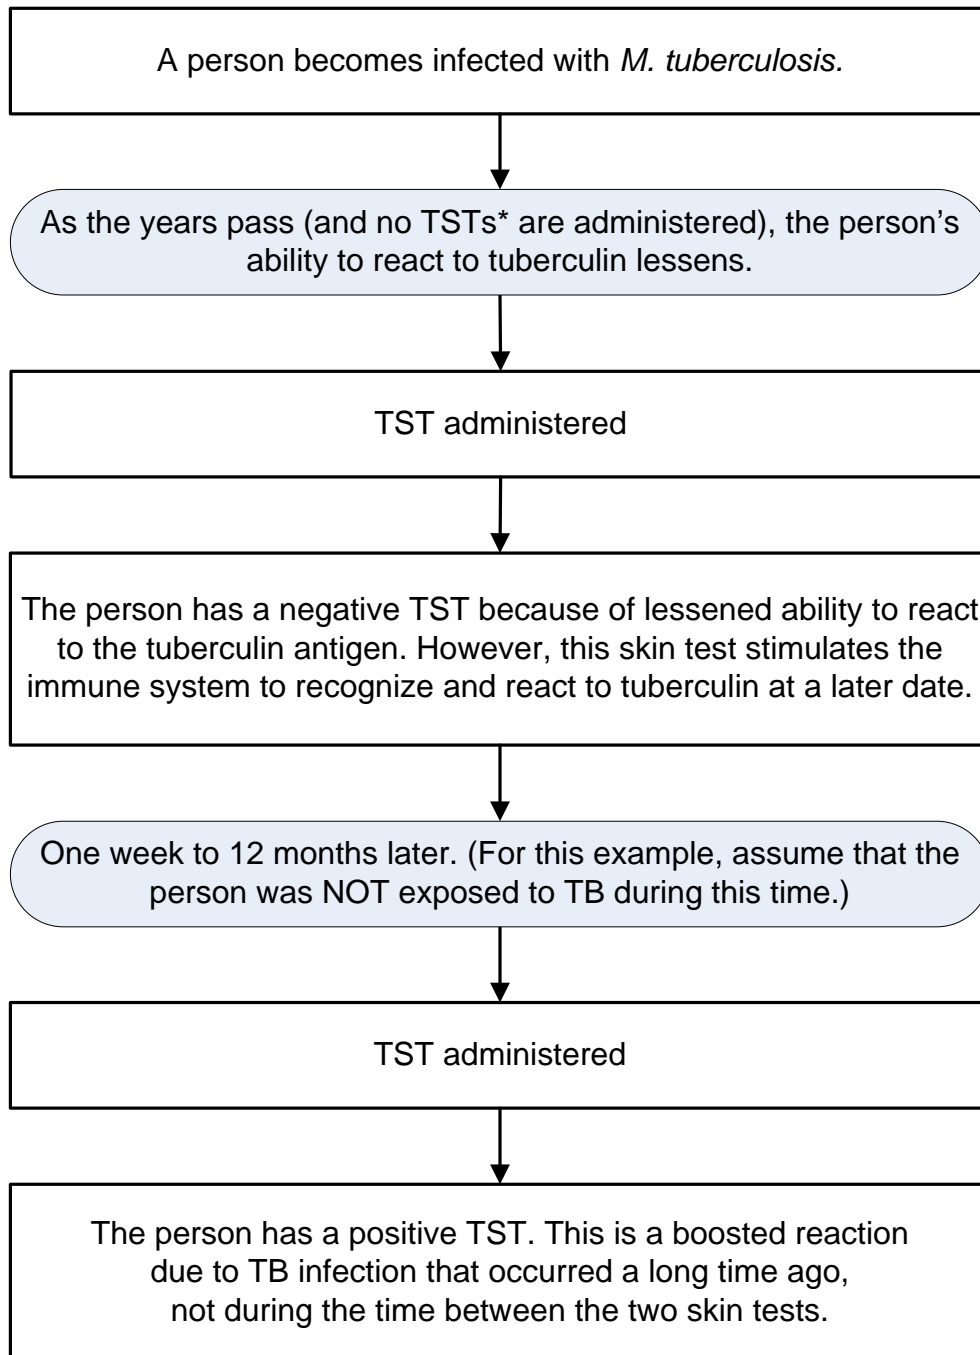 A person becomes infected with M. tuberculosis.
As the years pass (and no TSTs* are administered), the person’s
ability to react to tuberculin lessens.
TST administered
The person has a negative TST because of lessened ability to react
to the tuberculin antigen. However, this skin test stimulates the
immune system to recognize and react to tuberculin at a later date.
One week to 12 months later. (For this example, assume that the
person was NOT exposed to TB during this time.)
TST administered
The person has a positive TST. This is a boosted reaction
due to TB infection that occurred a long time ago,
not during the time between the two skin tests.